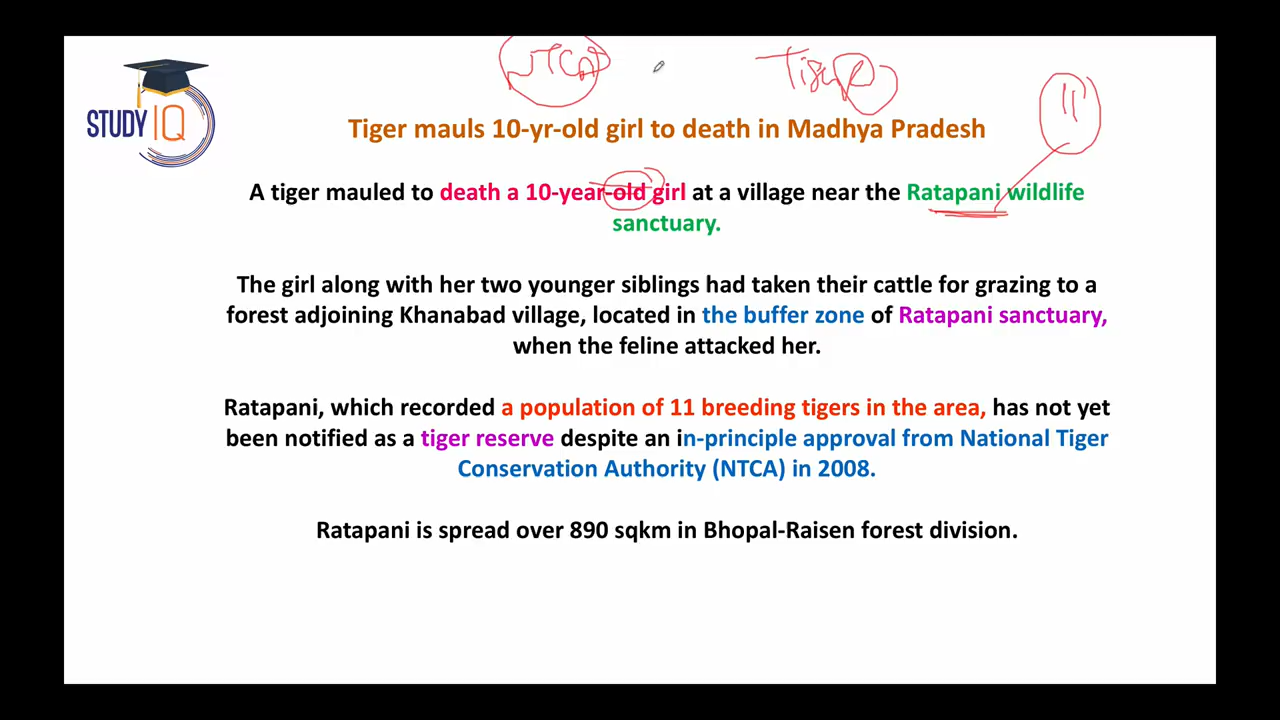 NTCA
Tiger
11
STUDY IQ
Tiger mauls 10-yr-old girl to death in Madhya Pradesh
A tiger mauled to death a 10-year-old girl at a village near the Ratapani wildlife
sanctuary.
The girl along with her two younger siblings had taken their cattle for grazing to a
forest adjoining Khanabad village, located in the buffer zone of Ratapani sanctuary,
when the feline attacked her.
Ratapani, which recorded a population of 11 breeding tigers in the area, has not yet
been notified as a tiger reserve despite an in-principle approval from National Tiger
Conservation Authority (NTCA) in 2008.
Ratapani is spread over 890 sqkm in Bhopal-Raisen forest division.